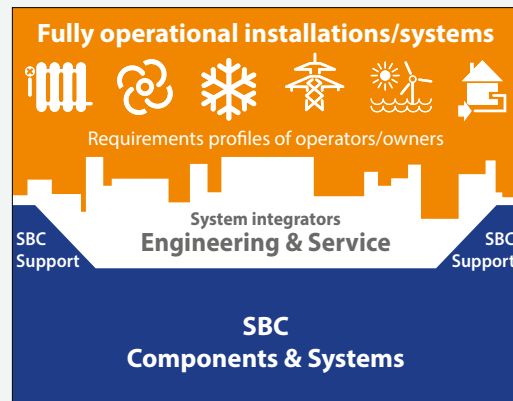 Fully operational installations/systems
Requirements profiles of operators/owners
System integrators
Engineering & Service
SBC
Support
SBC
Support
SBC
Components & Systems